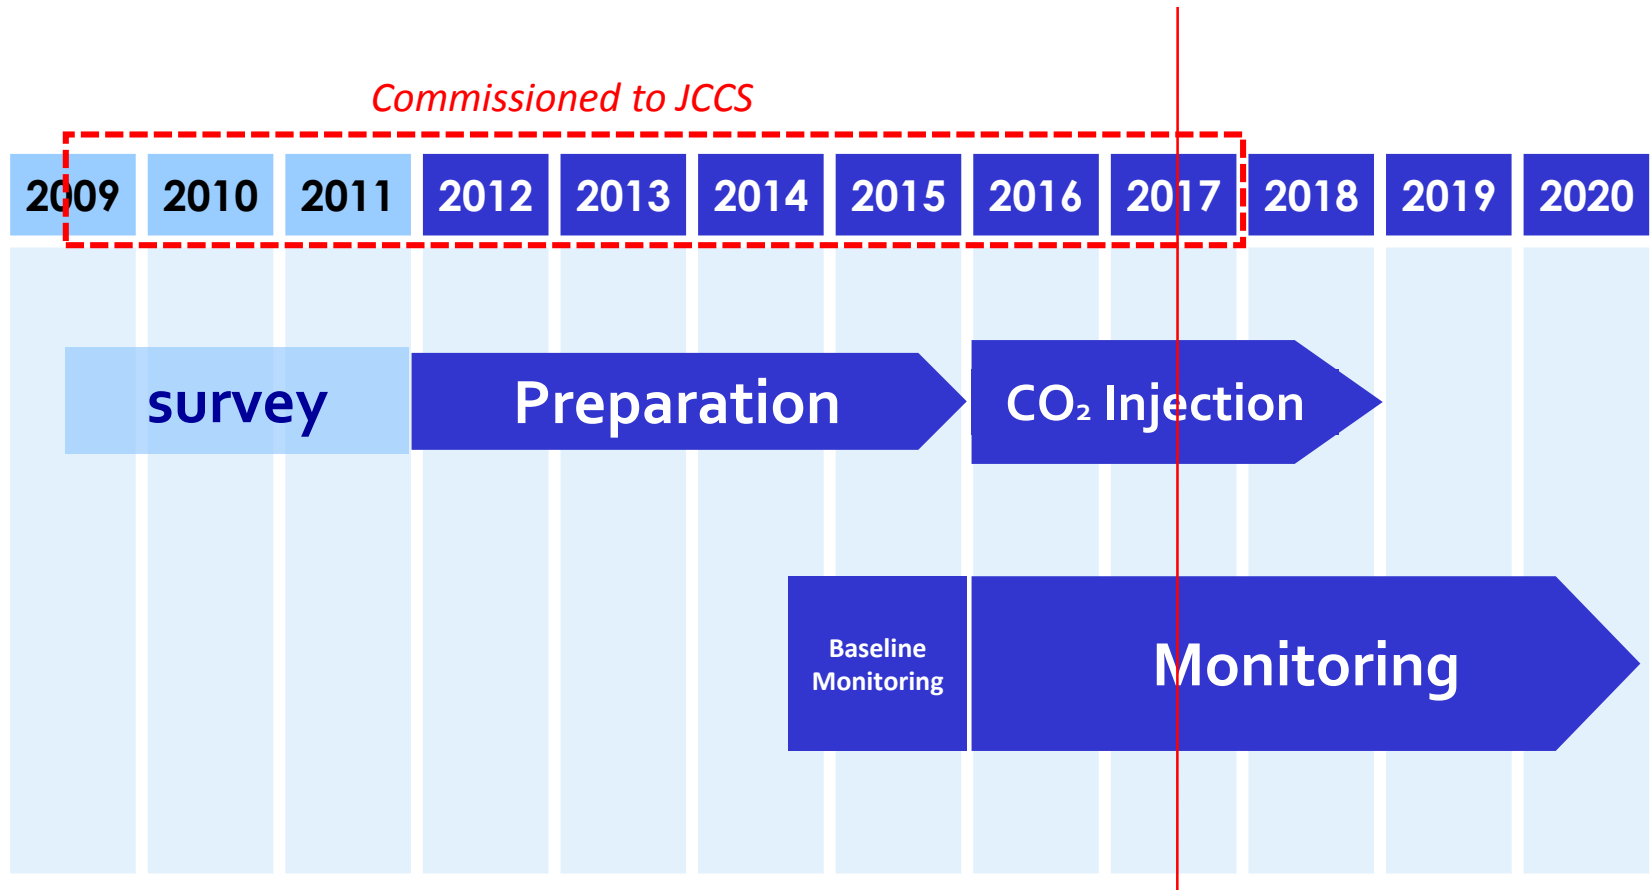 Commissioned to JCCS
2009 2010 2011 2012 2013 2014 2015 2016 2017 2018 2019 2020
survey Preparation CO₂ Injection
Baseline
Monitoring
Monitoring